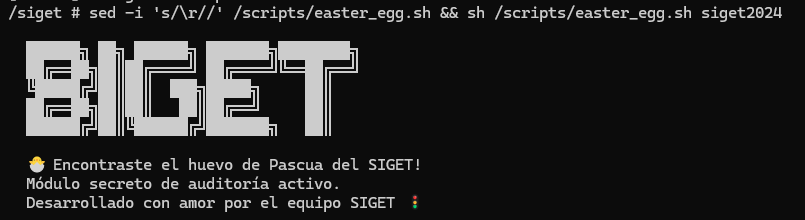 /siget # sed -i 's/\r//' /scripts/easter_egg.sh && sh /scripts/easter_egg.sh siget2024
BIGET
🐣 Encontraste el huevo de Pascua del SIGET!
Módulo secreto de auditoría activo.
Desarrollado con amor por el equipo SIGET 🚦